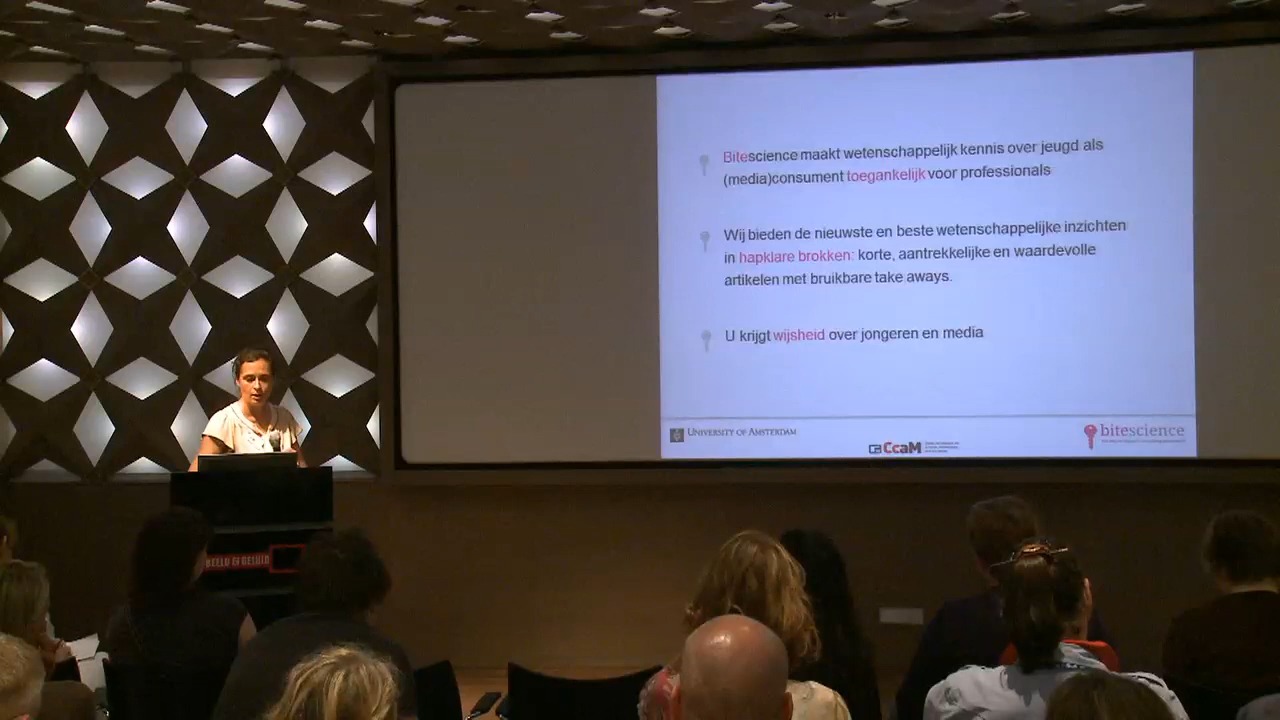 Bitescience maakt wetenschappelijk kennis over jeugd als
(media)consument toegankelijk voor professionals
Wij bieden de nieuwste en beste wetenschappelijke inzichten
in hapklare brokken: korte, aantrekkelijke en waardevolle
artikelen met bruikbare take aways.
U krijgt wijsheid over jongeren en media
UNIVERSITY OF AMSTERDAM
CcaM
bitescience
BEELD & GELUID